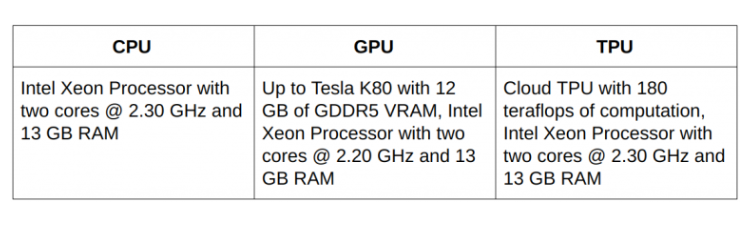 CPU
GPU
TPU
Intel Xeon Processor with
two cores @ 2.30 GHz and
13 GB RAM
Up to Tesla K80 with 12
GB of GDDR5 VRAM, Intel
Xeon Processor with two
cores @ 2.20 GHz and 13
GB RAM
Cloud TPU with 180
teraflops of computation,
Intel Xeon Processor with
two cores @ 2.30 GHz and
13 GB RAM